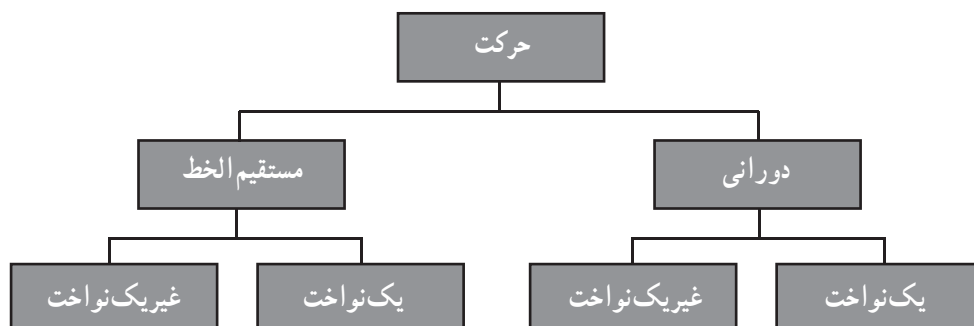 حرکت
دورانی
مستقیم‌الخط
یک‌نواخت
غیریک‌نواخت
یک‌نواخت
غیریک‌نواخت